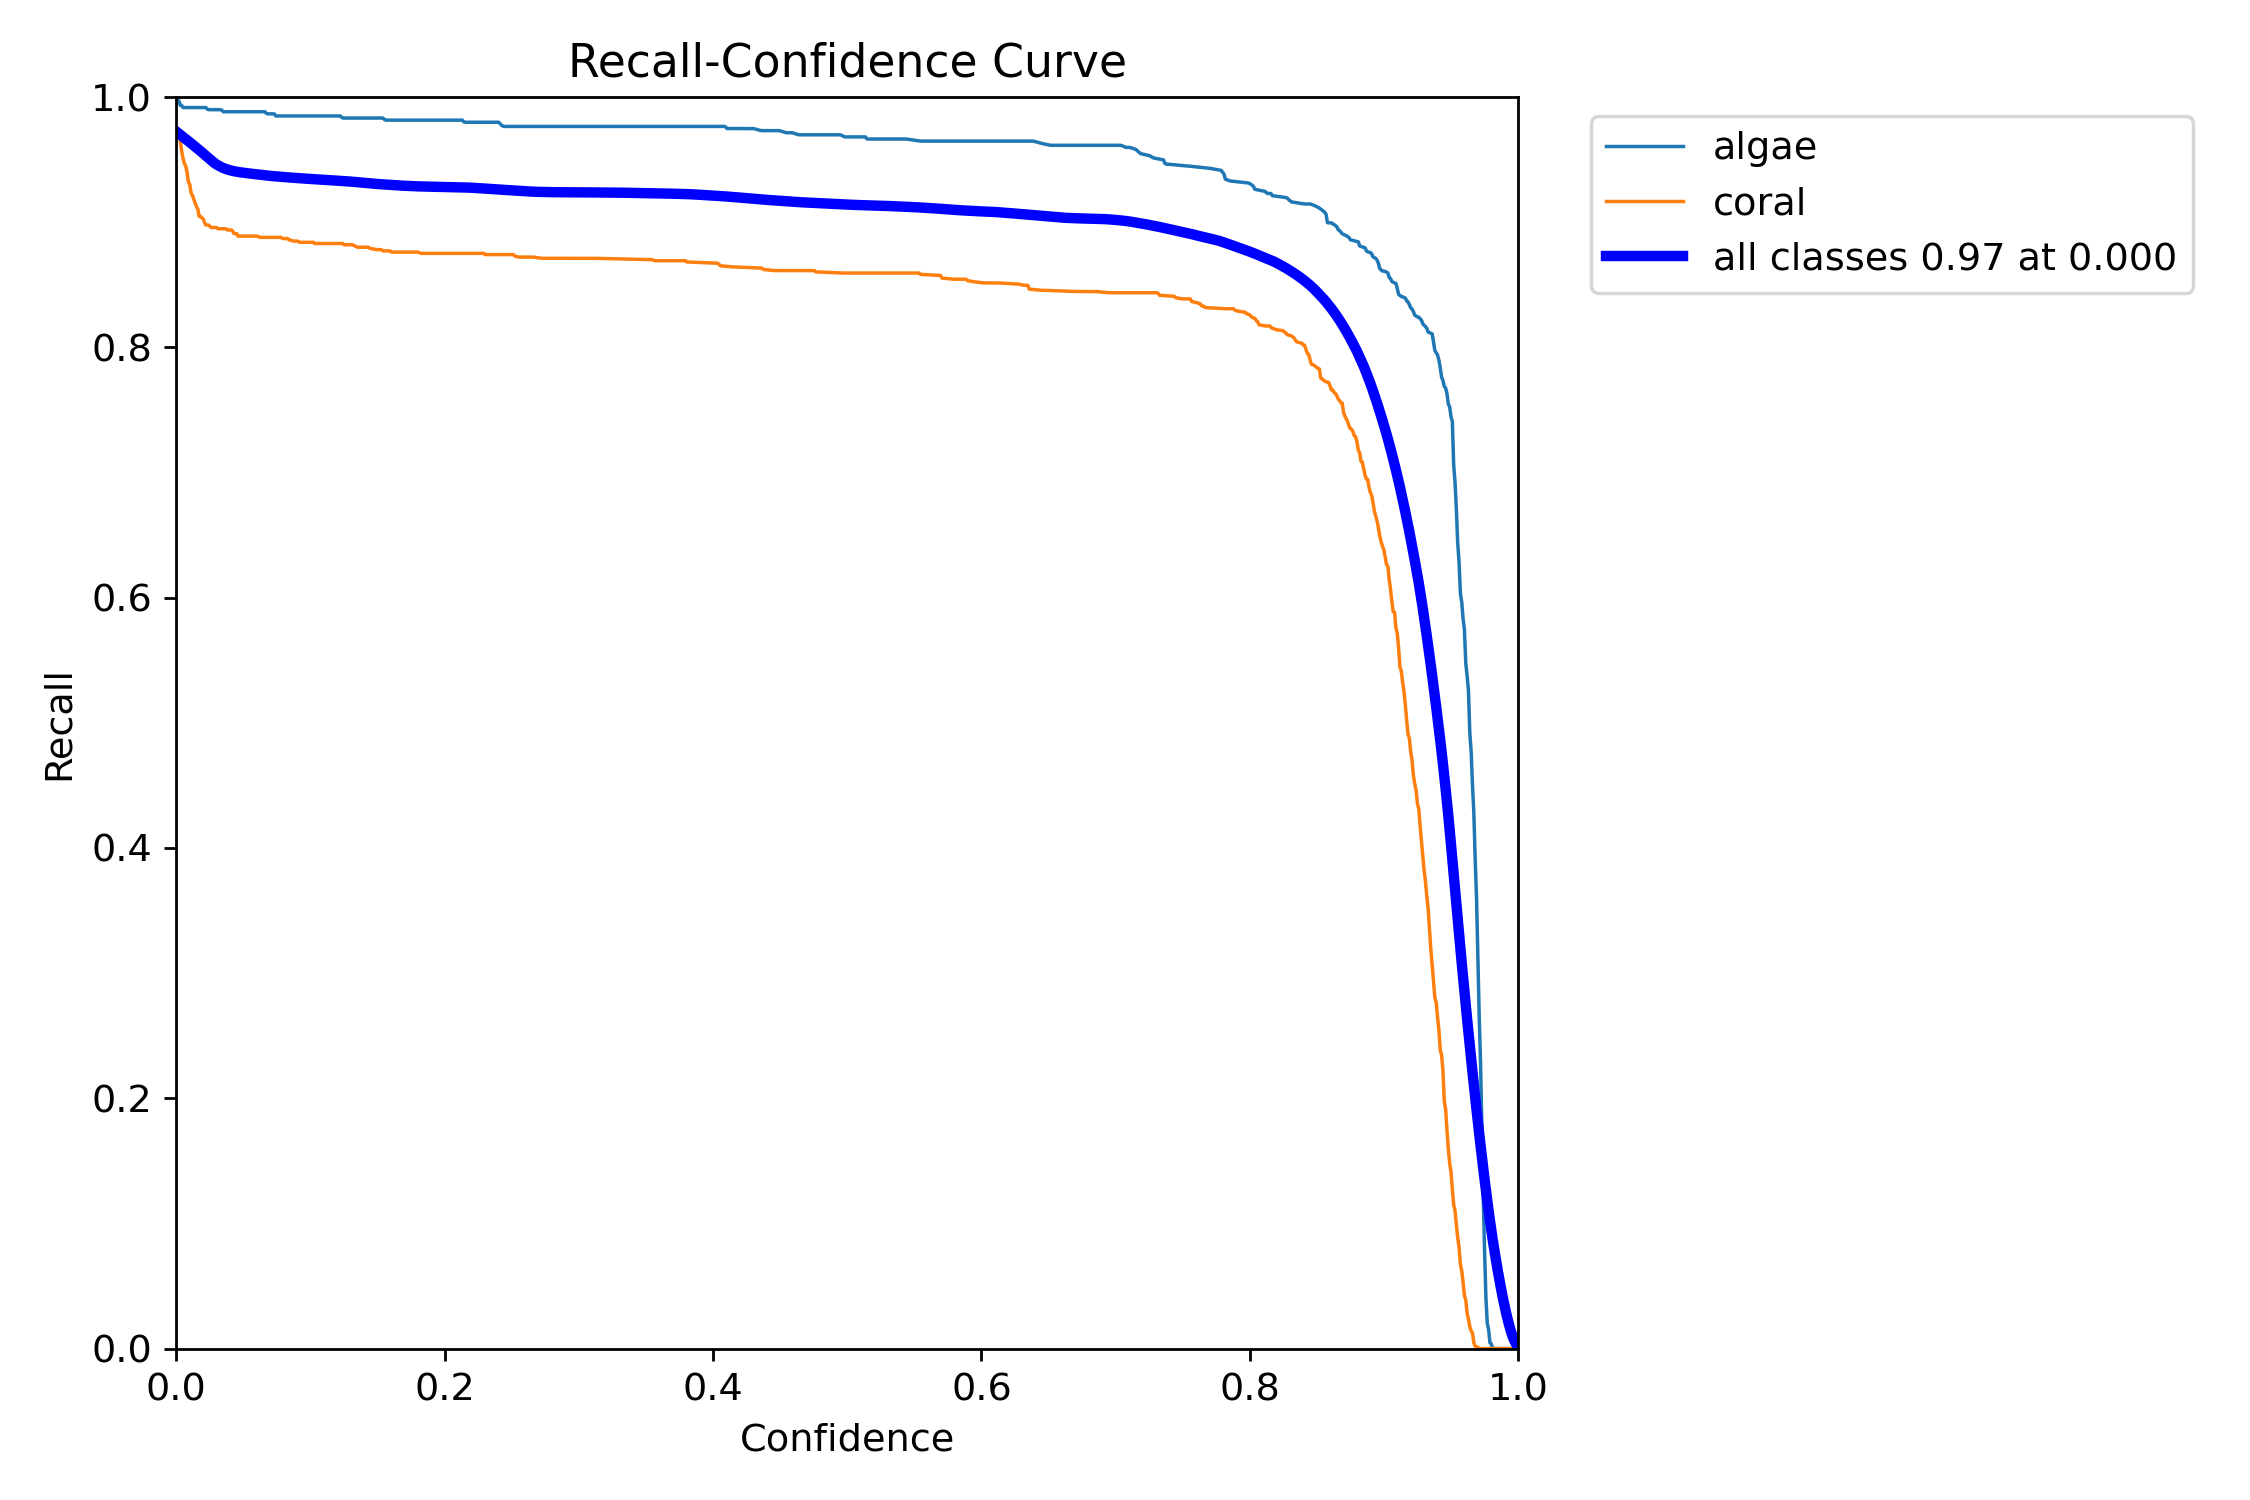 Recall-Confidence Curve
1.0
0.8
0.6
0.4
0.2
0.0
Recall
0.0 0.2 0.4 0.6 0.8 1.0
Confidence
algae
coral
all classes 0.97 at 0.000